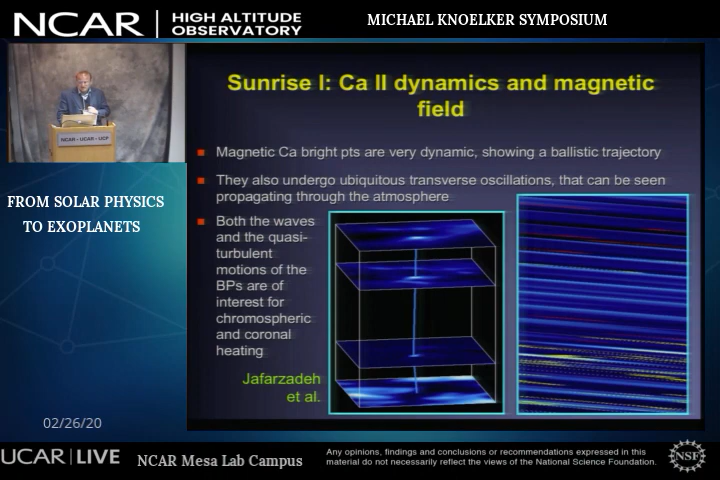 NCAR
HIGH ALTITUDE
OBSERVATORY
MICHAEL KNOELKER SYMPOSIUM
NCAR • UCAR • UCP
FROM SOLAR PHYSICS
TO EXOPLANETS
Sunrise I: Ca II dynamics and magnetic
field
Magnetic Ca bright pts are very dynamic, showing a ballistic trajectory
They also undergo ubiquitous transverse oscillations, that can be seen
propagating through the atmosphere
Both the waves
and the quasi-
turbulent
motions of the
BPs are of
interest for
chromospheric
and coronal
heating
Jafarzadeh
et al.
02/26/20
UCAR | LIVE
NCAR Mesa Lab Campus
Any opinions, findings and conclusions or recommendations expressed in this
material do not necessarily reflect the views of the National Science Foundation.
NSF